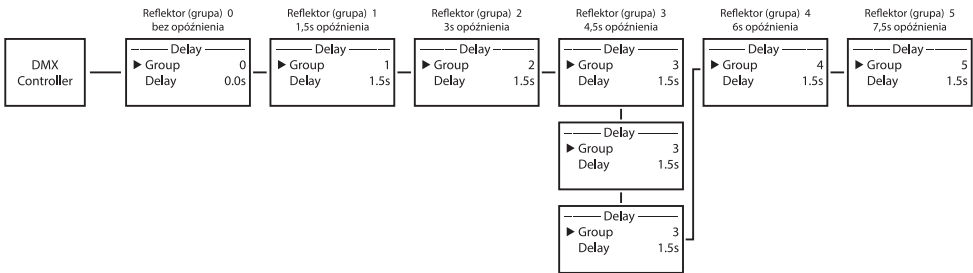 Reflektor (grupa) 0
bez opóźnienia
Reflektor (grupa) 1
1,5s opóźnienia
Reflektor (grupa) 2
3s opóźnienia
Reflektor (grupa) 3
4,5s opóźnienia
Reflektor (grupa) 4
6s opóźnienia
Reflektor (grupa) 5
7,5s opóźnienia
DMX
Controller
Delay
▶ Group 0
Delay 0.0s
Delay
▶ Group 1
Delay 1.5s
Delay
▶ Group 2
Delay 1.5s
Delay
▶ Group 3
Delay 1.5s
Delay
▶ Group 4
Delay 1.5s
Delay
▶ Group 5
Delay 1.5s
Delay
▶ Group 3
Delay 1.5s
Delay
▶ Group 3
Delay 1.5s